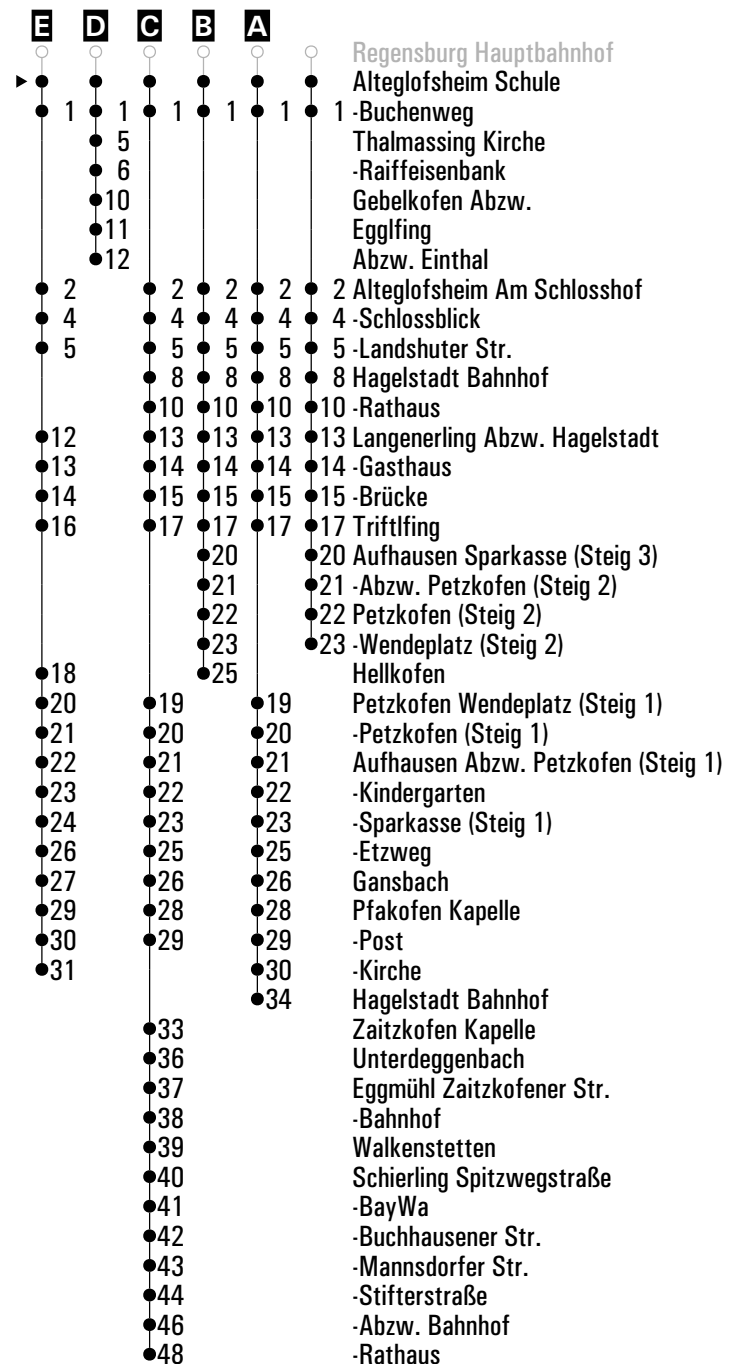 E D C B A
Regensburg Hauptbahnhof
Alteglofsheim Schule
1 1 1 1 1 1 -Buchenweg
5 Thalmassing Kirche
6 -Raiffeisenbank
10 Gebelkofen Abzw.
11 Egglfing
12 Abzw. Einthal
2 2 2 2 2 Alteglofsheim Am Schlosshof
4 4 4 4 4 -Schlossblick
5 5 5 5 5 -Landshuter Str.
8 8 8 8 Hagelstadt Bahnhof
10 10 10 10 -Rathaus
12 13 13 13 13 Langenerling Abzw. Hagelstadt
13 14 14 14 14 -Gasthaus
14 15 15 15 15 -Brücke
16 17 17 17 17 Triftlfing
20 20 Aufhausen Sparkasse (Steig 3)
21 21 -Abzw. Petzkofen (Steig 2)
22 22 Petzkofen (Steig 2)
23 23 -Wendeplatz (Steig 2)
18 25 Hellkofen
20 19 19 Petzkofen Wendeplatz (Steig 1)
21 20 20 -Petzkofen (Steig 1)
22 21 21 Aufhausen Abzw. Petzkofen (Steig 1)
23 22 22 -Kindergarten
24 23 23 -Sparkasse (Steig 1)
26 25 25 -Etzweg
27 26 26 Gansbach
29 28 28 Pfakofen Kapelle
30 29 29 -Post
31 30 -Kirche
34 Hagelstadt Bahnhof
33 Zaitzkofen Kapelle
36 Unterdeggenbach
37 Eggmühl Zaitzkofener Str.
38 -Bahnhof
39 Walkenstetten
40 Schierling Spitzwegstraße
41 -BayWa
42 -Buchhausener Str.
43 -Mannsdorfer Str.
44 -Stifterstraße
46 -Abzw. Bahnhof
48 -Rathaus